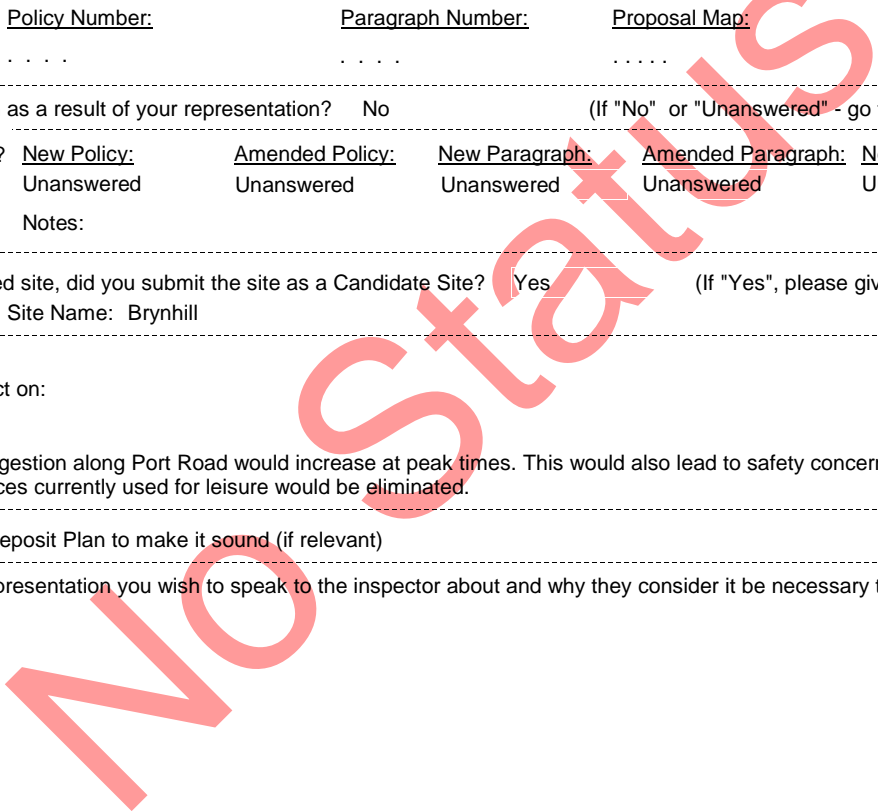 Policy Number: Paragraph Number: Proposal Map:
. . . . . . . . . . . . .
as a result of your representation? No (If "No" or "Unanswered" - go
? New Policy: Amended Policy: New Paragraph: Amended Paragraph:
Unanswered Unanswered Unanswered Unanswered
Notes:
ed site, did you submit the site as a Candidate Site? Yes (If "Yes", please giv
Site Name: Brynhill
ct on:
gestion along Port Road would increase at peak times. This would also lead to safety concern
ces currently used for leisure would be eliminated.
eposit Plan to make it sound (if relevant)
presentation you wish to speak to the inspector about and why they consider it be necessary
No Status